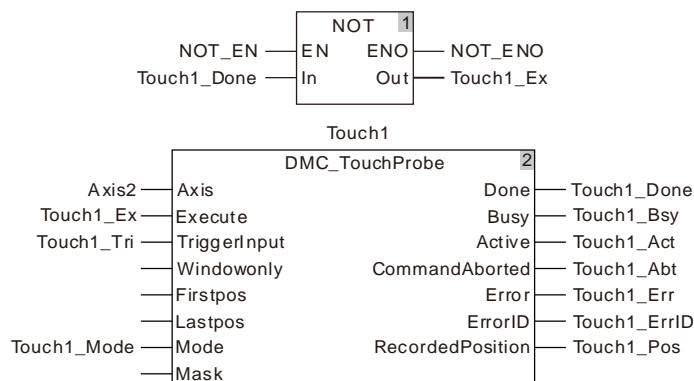 NOT 1
NOT_EN EN ENO NOT_ENO
Touch1_Done In Out Touch1_Ex
Touch1
DMC_TouchProbe 2
Axis2 Axis Done Touch1_Done
Touch1_Ex Execute Busy Touch1_Bsy
Touch1_Tri TriggerInput Active Touch1_Act
Windowonly CommandAborted Touch1_Abt
Firstpos Error Touch1_Err
Lastpos ErrorID Touch1_ErrID
Touch1_Mode Mode RecordedPosition Touch1_Pos
Mask